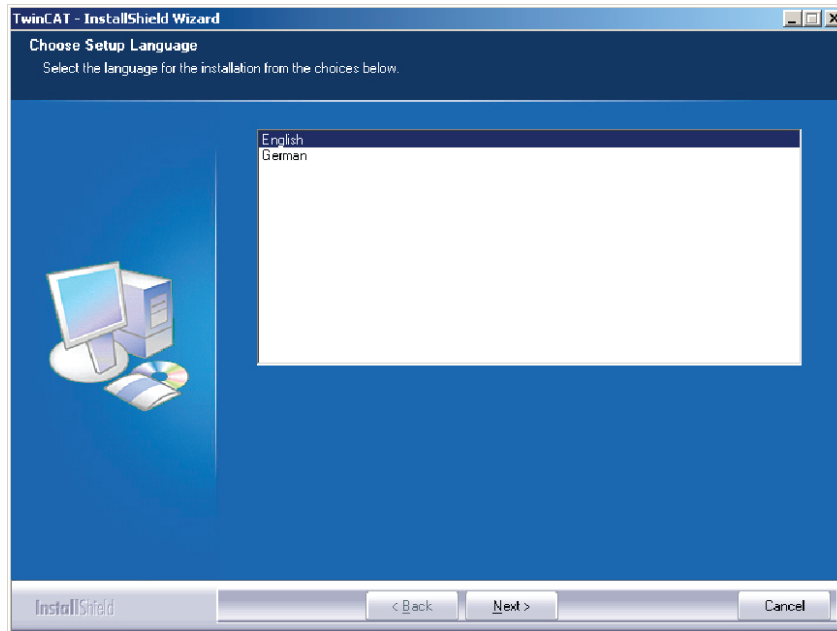 TwinCAT - InstallShield Wizard
Choose Setup Language
Select the language for the installation from the choices below.
English
German
InstallShield
< Back
Next >
Cancel